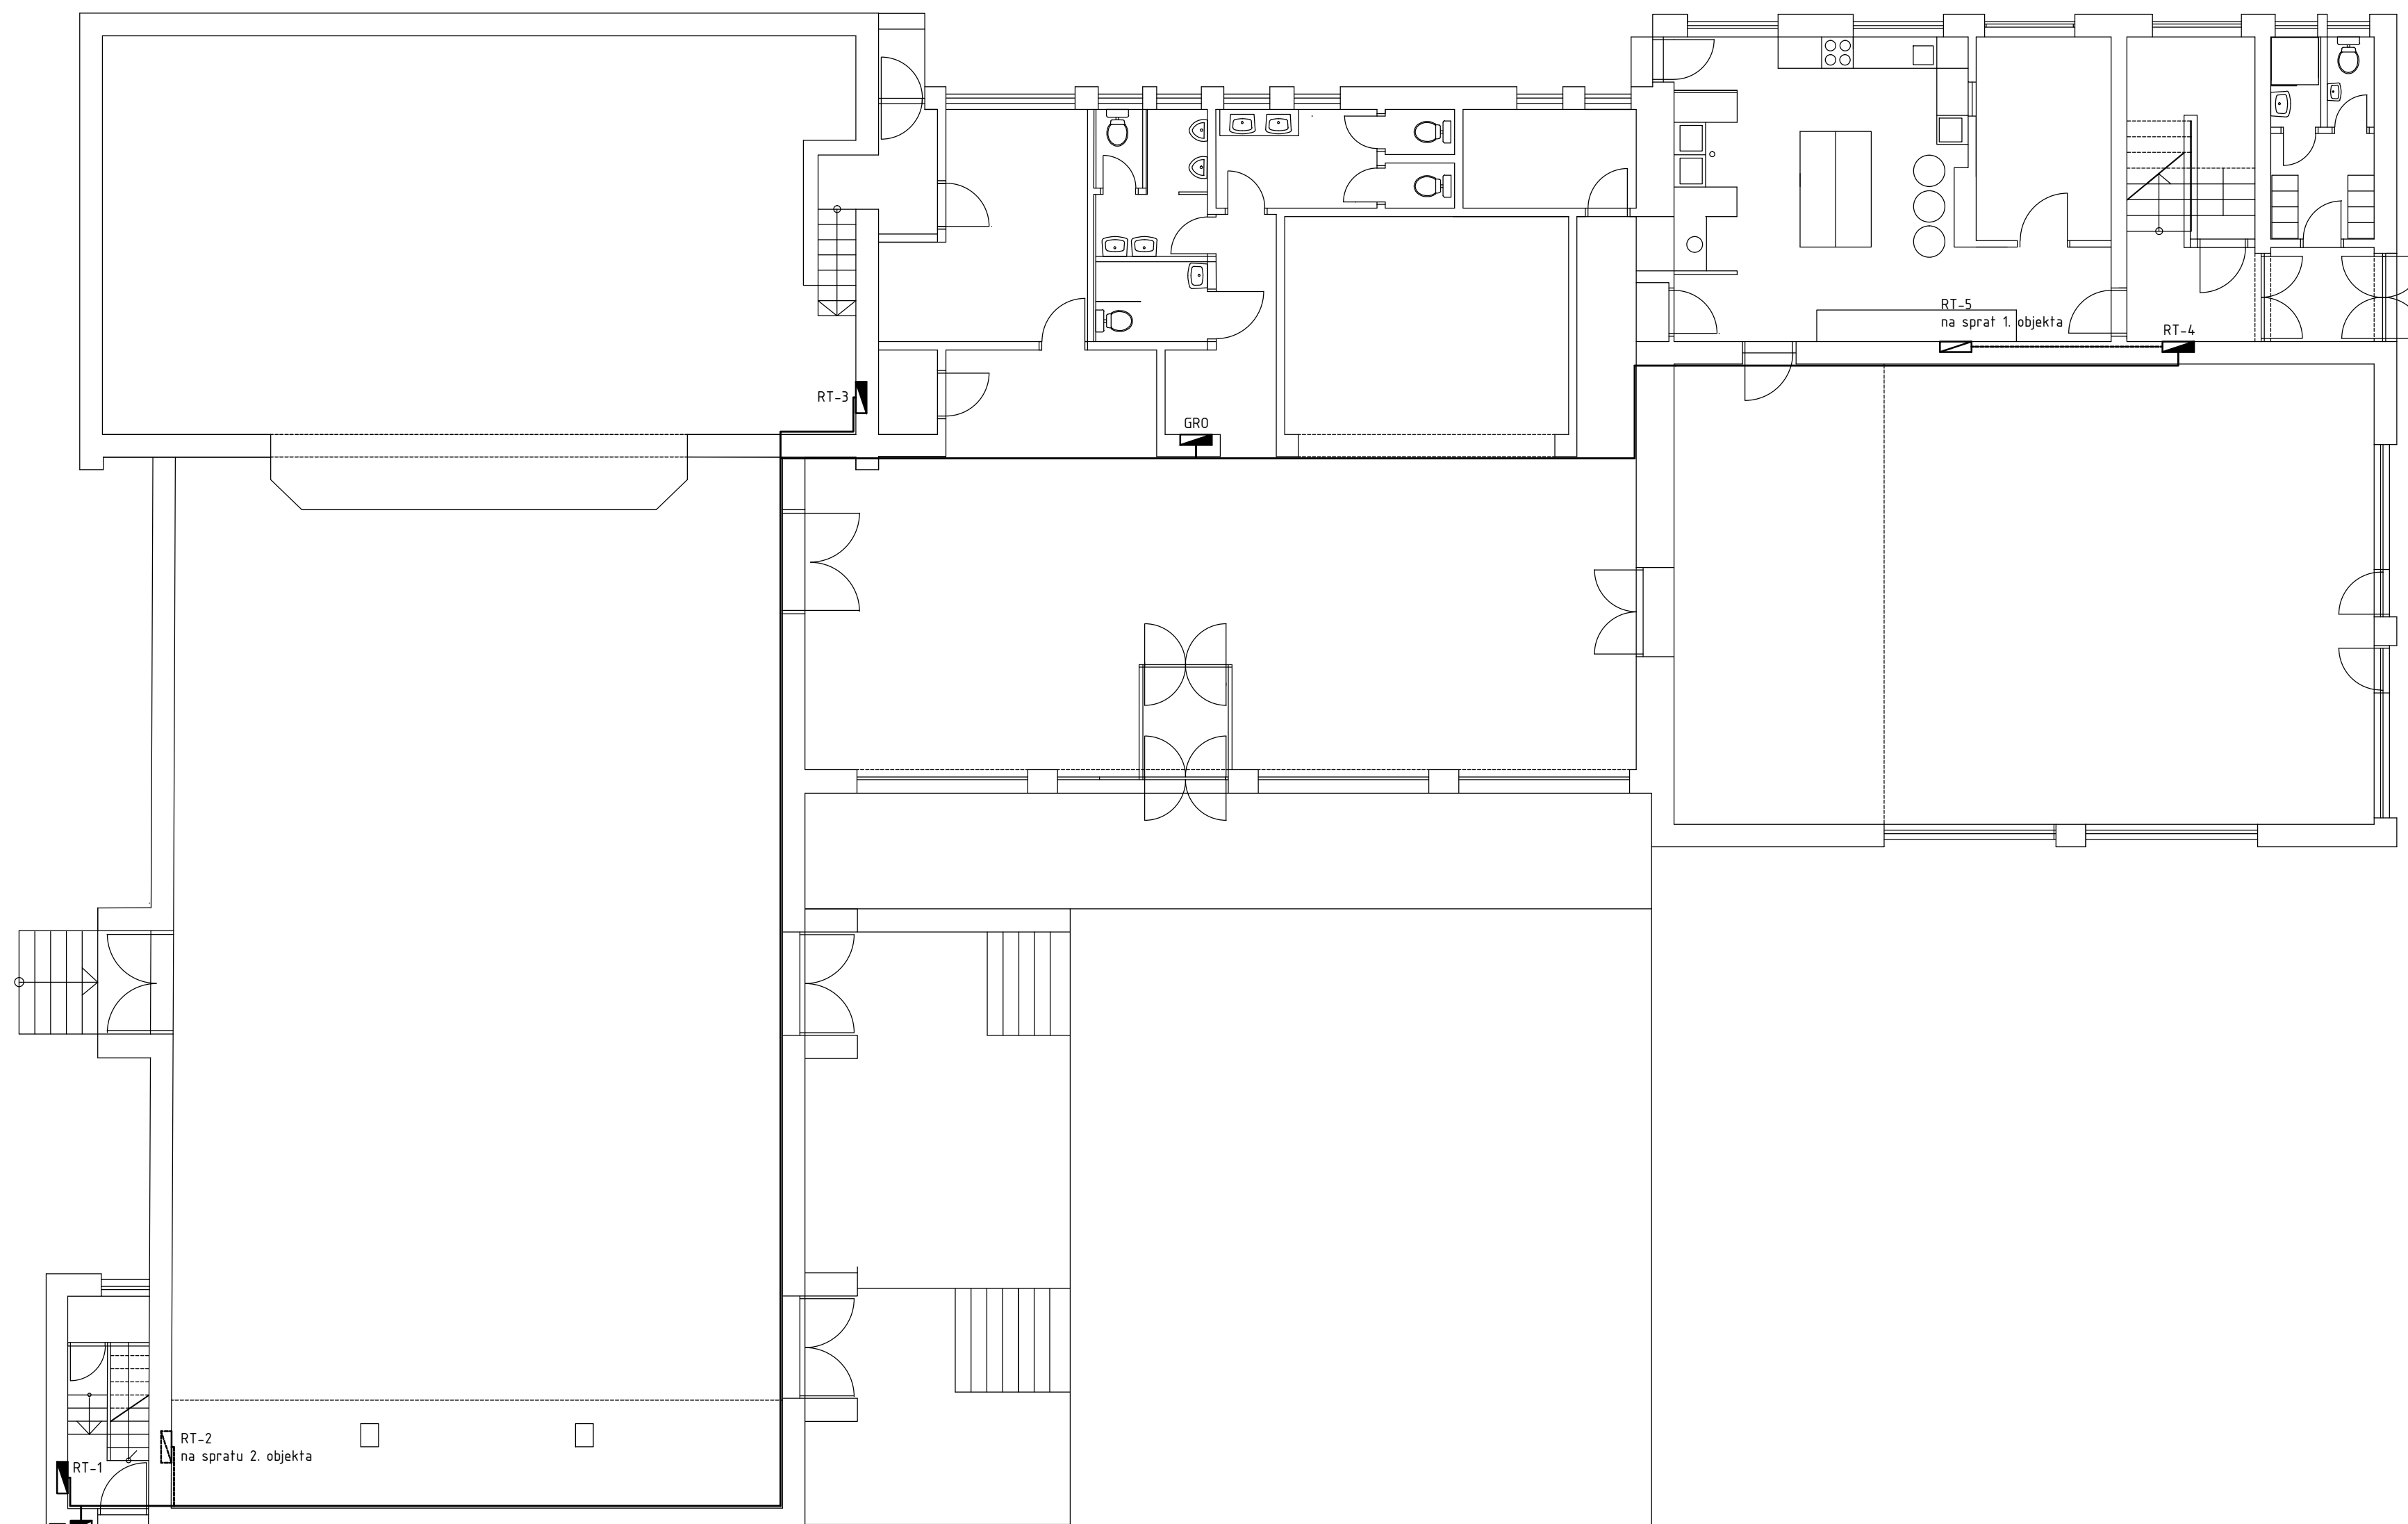 RT-5
na sprat 1. objekta
RT-4
RT-3
GRO
RT-2
na spratu 2. objekta
RT-1